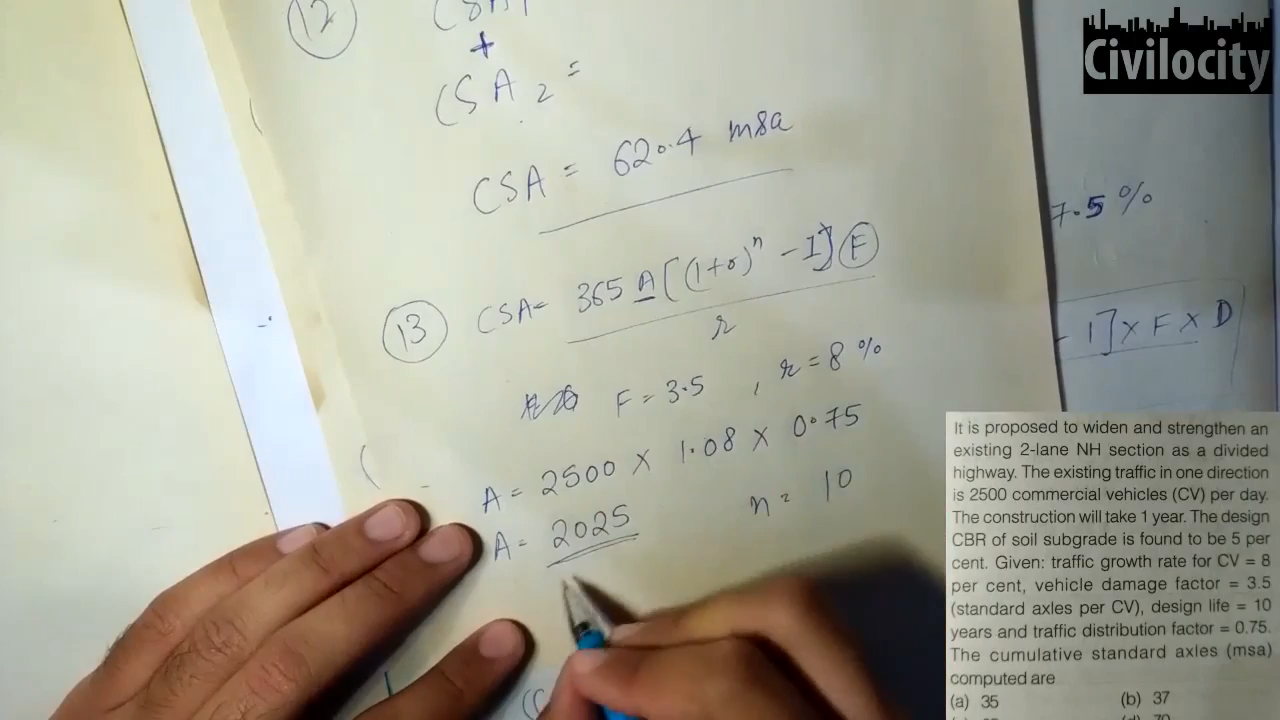 Civilocity
12
CSA1
+
CSA2 =
CSA = 62.4 msa
7.5 %
13 CSA = 365 A [(1+r)^n - 1] F
r
- 1] x F x D
F = 3.5 , r = 8 %
A = 2500 x 1.08 x 0.75
A = 2025 n = 10
It is proposed to widen and strengthen an
existing 2-lane NH section as a divided
highway. The existing traffic in one direction
is 2500 commercial vehicles (CV) per day.
The construction will take 1 year. The design
CBR of soil subgrade is found to be 5 per
cent. Given: traffic growth rate for CV = 8
per cent, vehicle damage factor = 3.5
(standard axles per CV), design life = 10
years and traffic distribution factor = 0.75.
The cumulative standard axles (msa)
computed are
(a) 35 (b) 37